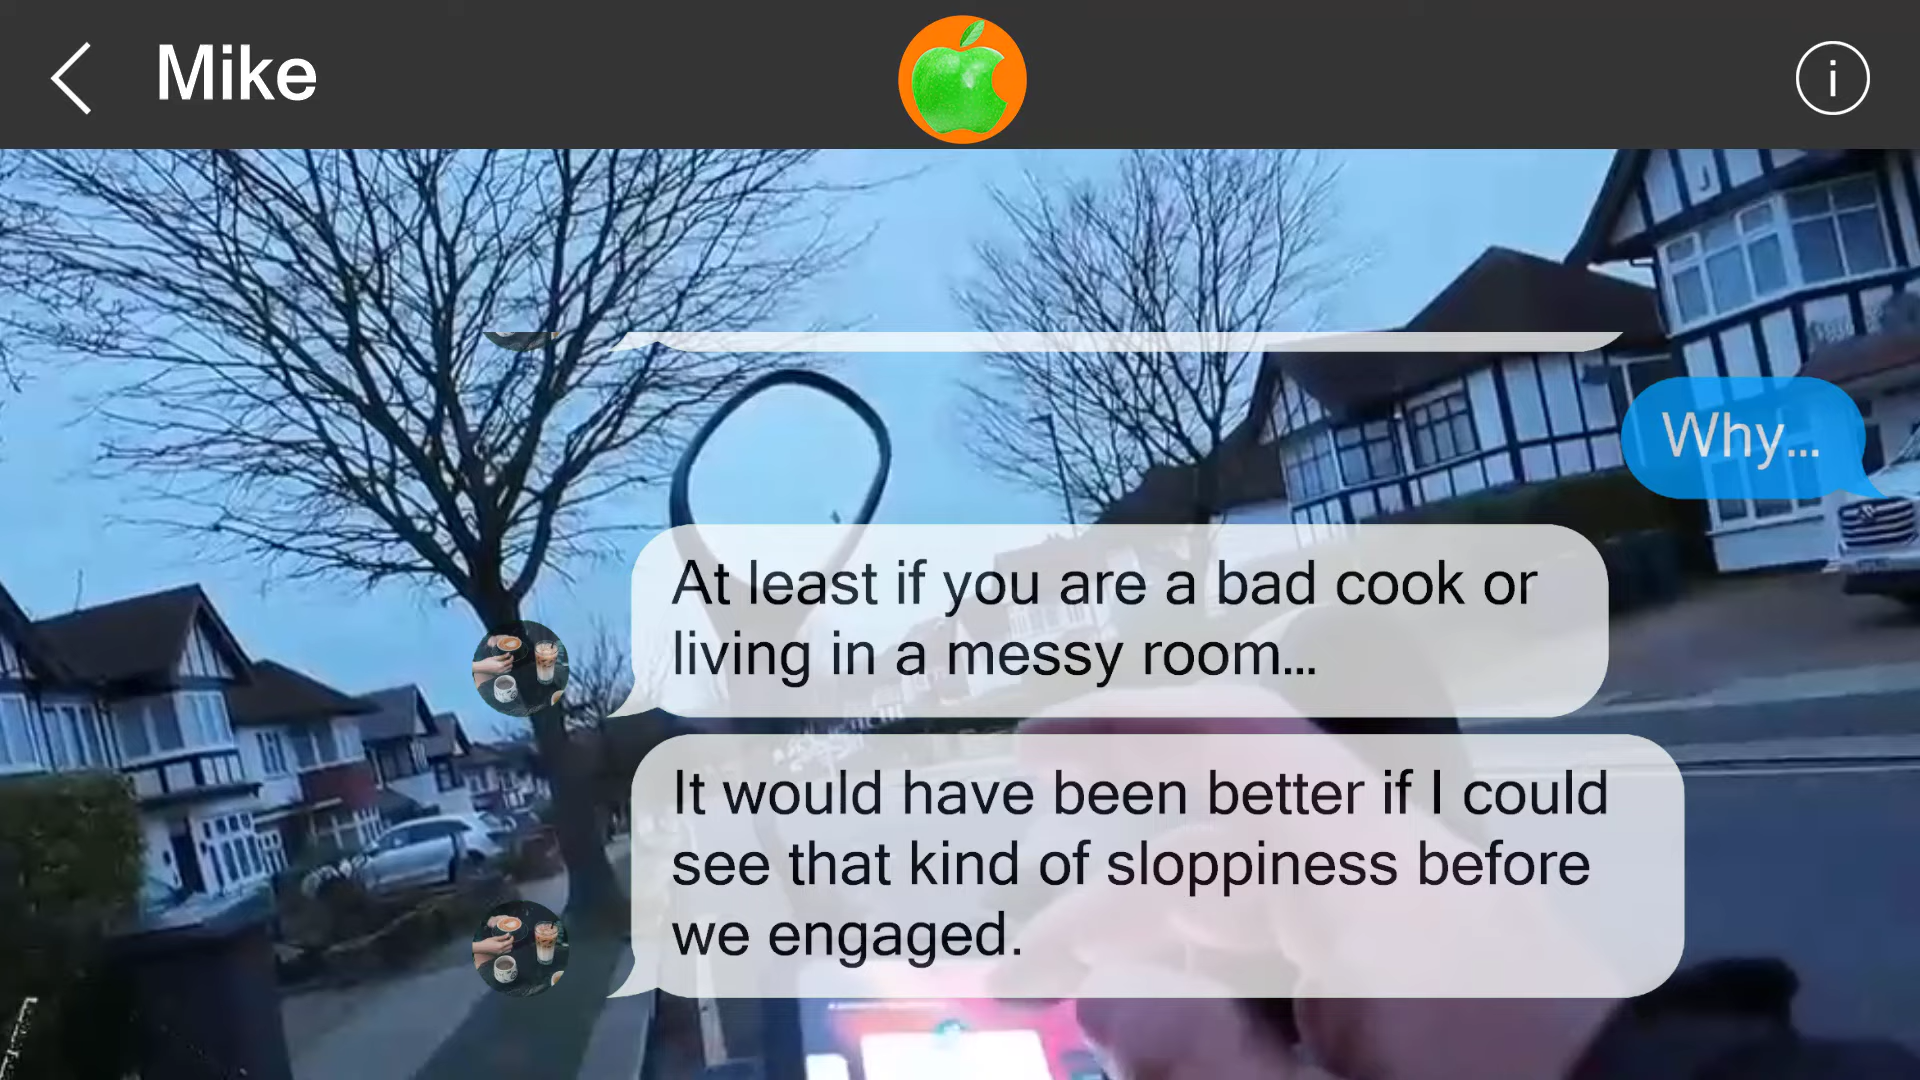 Mike
Why...
At least if you are a bad cook or
living in a messy room...
It would have been better if I could
see that kind of sloppiness before
we engaged.